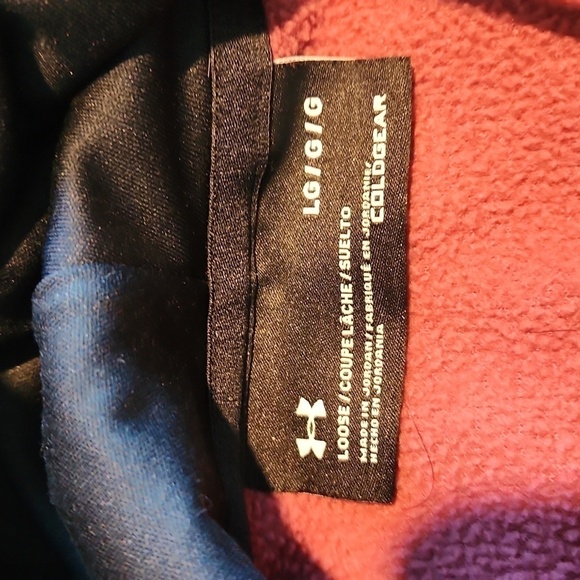 LG/G/G
LOOSE/COUPE LÂCHE/SUELTO
MADE IN JORDAN/FABRIQUÉ EN JORDANIE/
HECHO EN JORDANIA
COLDGEAR